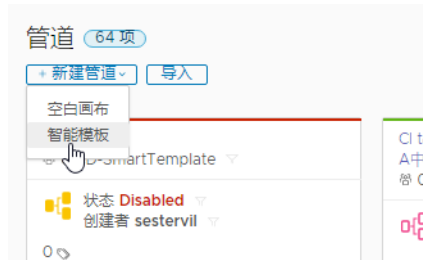 管道 64 项
+ 新建管道 导入
空白画布
智能模板
D-SmartTemplate
状态 Disabled
创建者 sestervil
0
CI t
A中